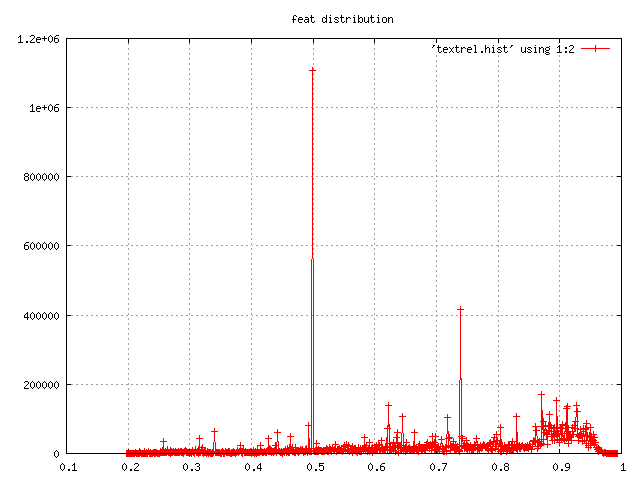 feat distribution
1.2e+06
'textrel.hist' using 1:2
1e+06
800000
600000
400000
200000
0
0.1 0.2 0.3 0.4 0.5 0.6 0.7 0.8 0.9 1